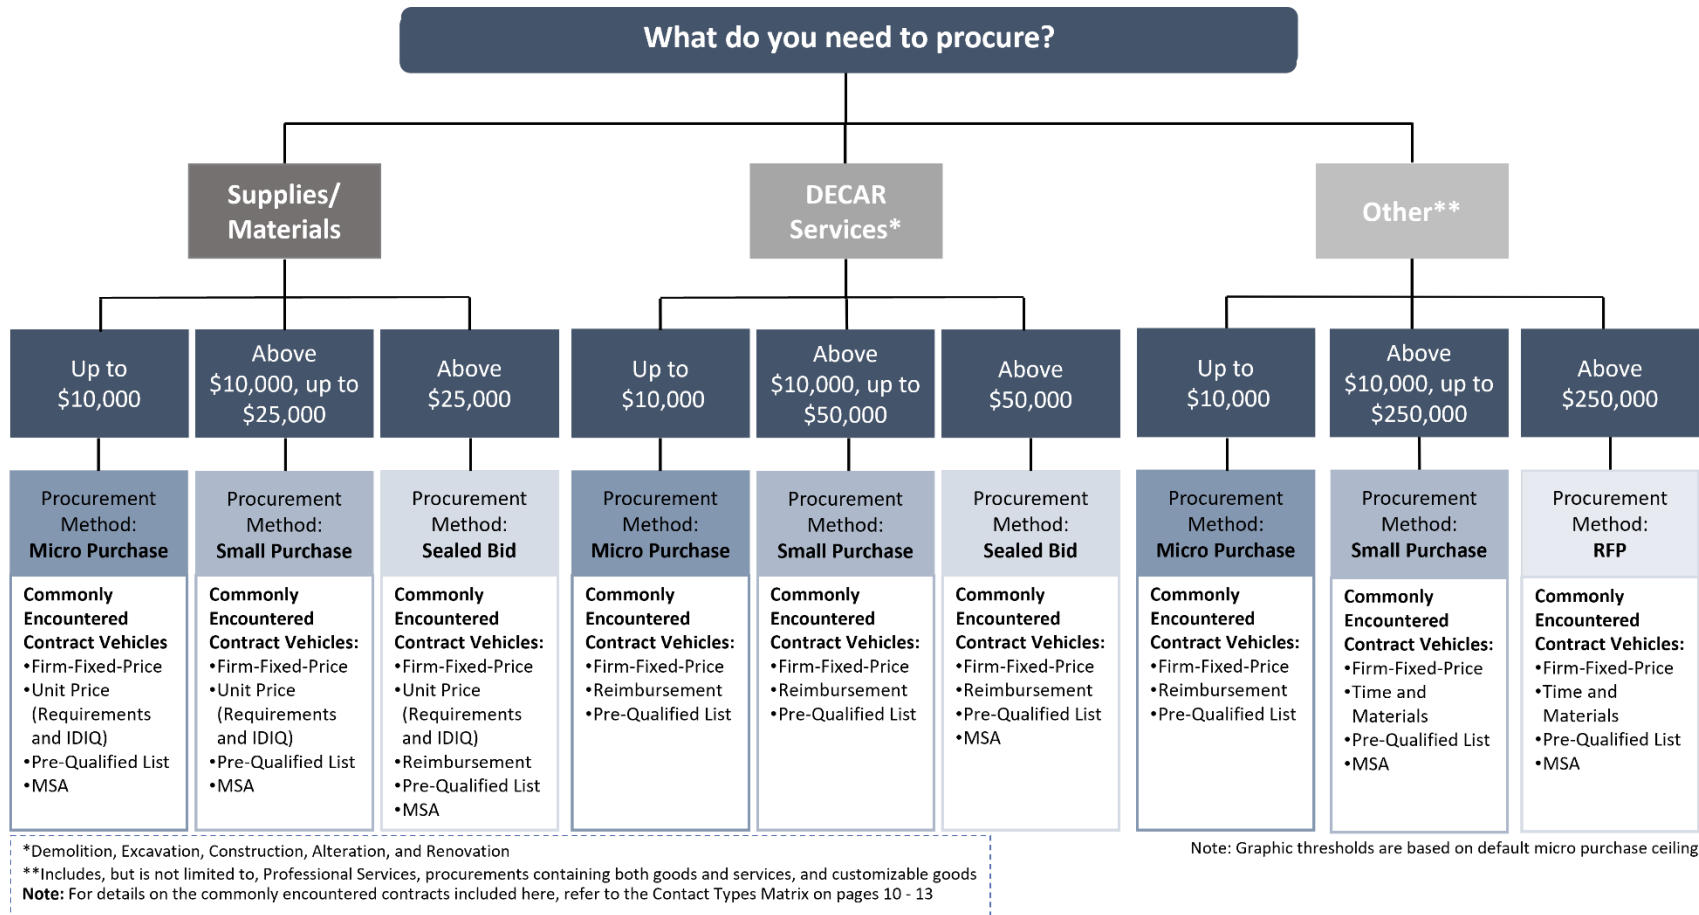 What do you need to procure?
Supplies/
Materials
DECAR
Services*
Other**
Up to
$10,000
Above
$10,000, up to
$25,000
Above
$25,000
Up to
$10,000
Above
$10,000, up to
$50,000
Above
$50,000
Up to
$10,000
Above
$10,000, up to
$250,000
Above
$250,000
Procurement
Method:
Micro Purchase
Commonly
Encountered
Contract Vehicles
•Firm-Fixed-Price
•Unit Price
(Requirements
and IDIQ)
•Pre-Qualified List
•MSA
Procurement
Method:
Small Purchase
Commonly
Encountered
Contract Vehicles:
•Firm-Fixed-Price
•Unit Price
(Requirements
and IDIQ)
•Pre-Qualified List
•MSA
Procurement
Method:
Sealed Bid
Commonly
Encountered
Contract Vehicles:
•Firm-Fixed-Price
•Unit Price
(Requirements
and IDIQ)
•Reimbursement
•Pre-Qualified List
•MSA
Procurement
Method:
Micro Purchase
Commonly
Encountered
Contract Vehicles:
•Firm-Fixed-Price
•Reimbursement
•Pre-Qualified List
Procurement
Method:
Small Purchase
Commonly
Encountered
Contract Vehicles:
•Firm-Fixed-Price
•Reimbursement
•Pre-Qualified List
Procurement
Method:
Sealed Bid
Commonly
Encountered
Contract Vehicles:
•Firm-Fixed-Price
•Reimbursement
•Pre-Qualified List
•MSA
Procurement
Method:
Micro Purchase
Commonly
Encountered
Contract Vehicles:
•Firm-Fixed-Price
•Reimbursement
•Pre-Qualified List
Procurement
Method:
Small Purchase
Commonly
Encountered
Contract Vehicles:
•Firm-Fixed-Price
•Time and
Materials
•Pre-Qualified List
•MSA
Procurement
Method:
RFP
Commonly
Encountered
Contract Vehicles:
•Firm-Fixed-Price
•Time and
Materials
•Pre-Qualified List
•MSA
*Demolition, Excavation, Construction, Alteration, and Renovation
**Includes, but is not limited to, Professional Services, procurements containing both goods and services, and customizable goods
Note: For details on the commonly encountered contracts included here, refer to the Contact Types Matrix on pages 10 - 13
Note: Graphic thresholds are based on default micro purchase ceiling